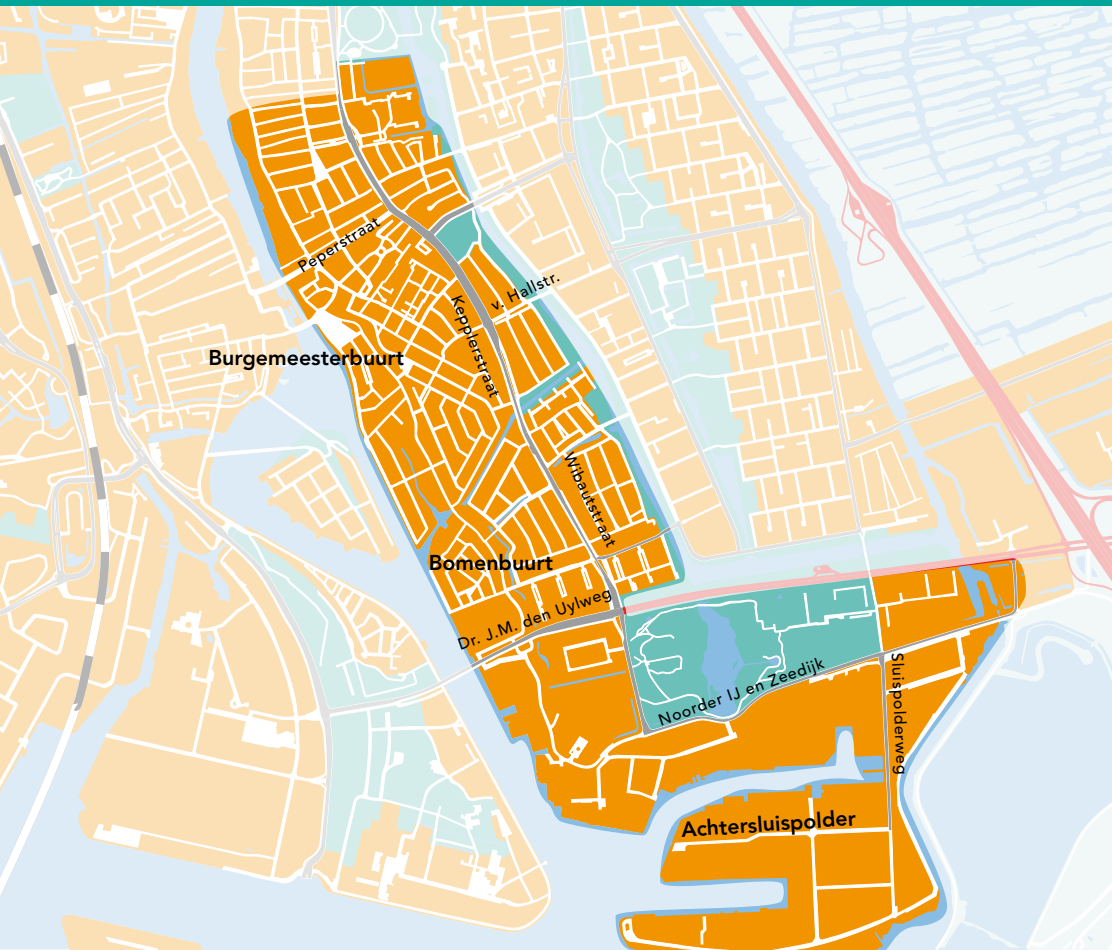 Peperstraat
v. Hallstr.
Kepplerstraat
Burgemeesterbuurt
Wibautstraat
Bomenbuurt
Dr. J.M. den Uylweg
Noorder IJ en Zeedijk
Sluispolderweg
Achtersluispolder